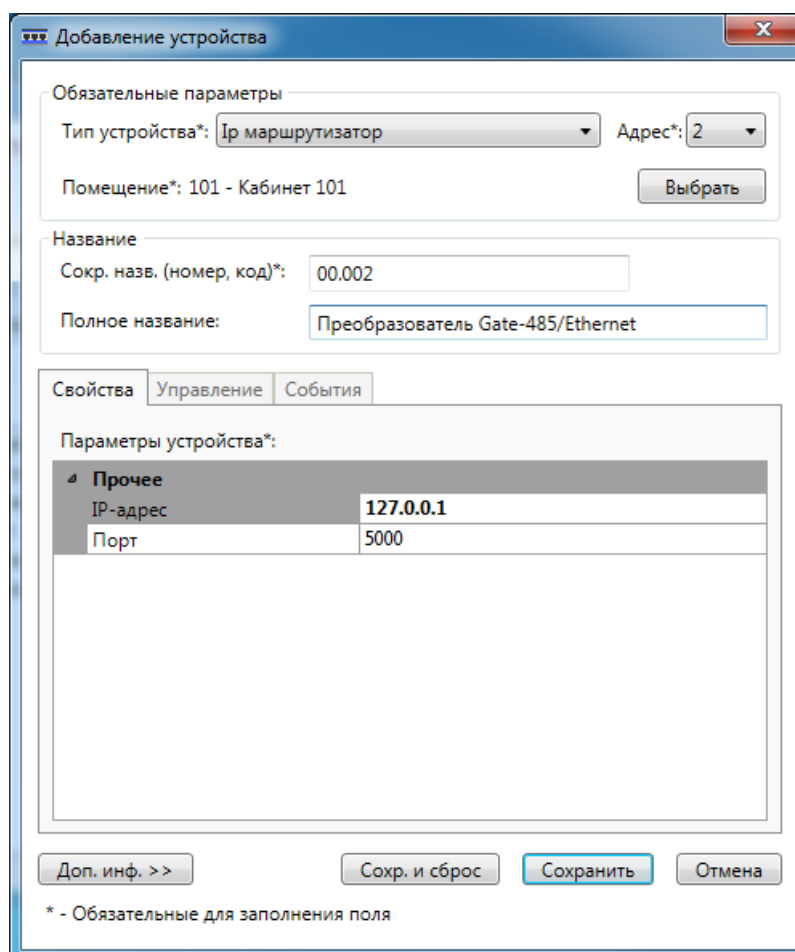 Добавление устройства
Обязательные параметры
Тип устройства*: Ip маршрутизатор Адрес*: 2
Помещение*: 101 - Кабинет 101 Выбрать
Название
Сокр. назв. (номер, код)*: 00.002
Полное название: Преобразователь Gate-485/Ethernet
Свойства Управление События
Параметры устройства*:
Прочее
IP-адрес 127.0.0.1
Порт 5000
Доп. инф. >> Сохр. и сброс Сохранить Отмена
* - Обязательные для заполнения поля